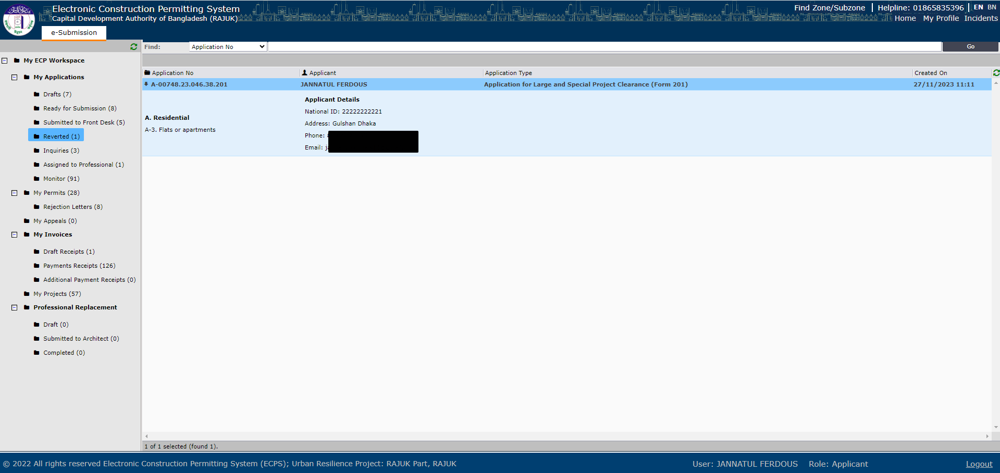 Electronic Construction Permitting System
Capital Development Authority of Bangladesh (RAJUK)
Find Zone/Subzone | Helpline: 01865835396 | EN BN
Home My Profile Incidents
e-Submission
Find: Application No Go
My ECP Workspace
My Applications
Drafts (7)
Ready for Submission (8)
Submitted to Front Desk (5)
Reverted (1)
Inquiries (3)
Assigned to Professional (1)
Monitor (91)
My Permits (28)
Rejection Letters (8)
My Appeals (0)
My Invoices
Draft Receipts (1)
Payments Receipts (126)
Additional Payment Receipts (0)
My Projects (57)
Professional Replacement
Draft (0)
Submitted to Architect (0)
Completed (0)
Application No Applicant Application Type Created On
A-00748.23.046.38.201 JANNATUL FERDOUS Application for Large and Special Project Clearance (Form 201) 27/11/2023 11:11
A. Residential
A-3. Flats or apartments
Applicant Details
National ID: 22222222221
Address: Gulshan Dhaka
Phone:
Email:
1 of 1 selected (found 1).
© 2022 All rights reserved Electronic Construction Permitting System (ECPS); Urban Resilience Project: RAJUK Part, RAJUK
User: JANNATUL FERDOUS Role: Applicant Logout